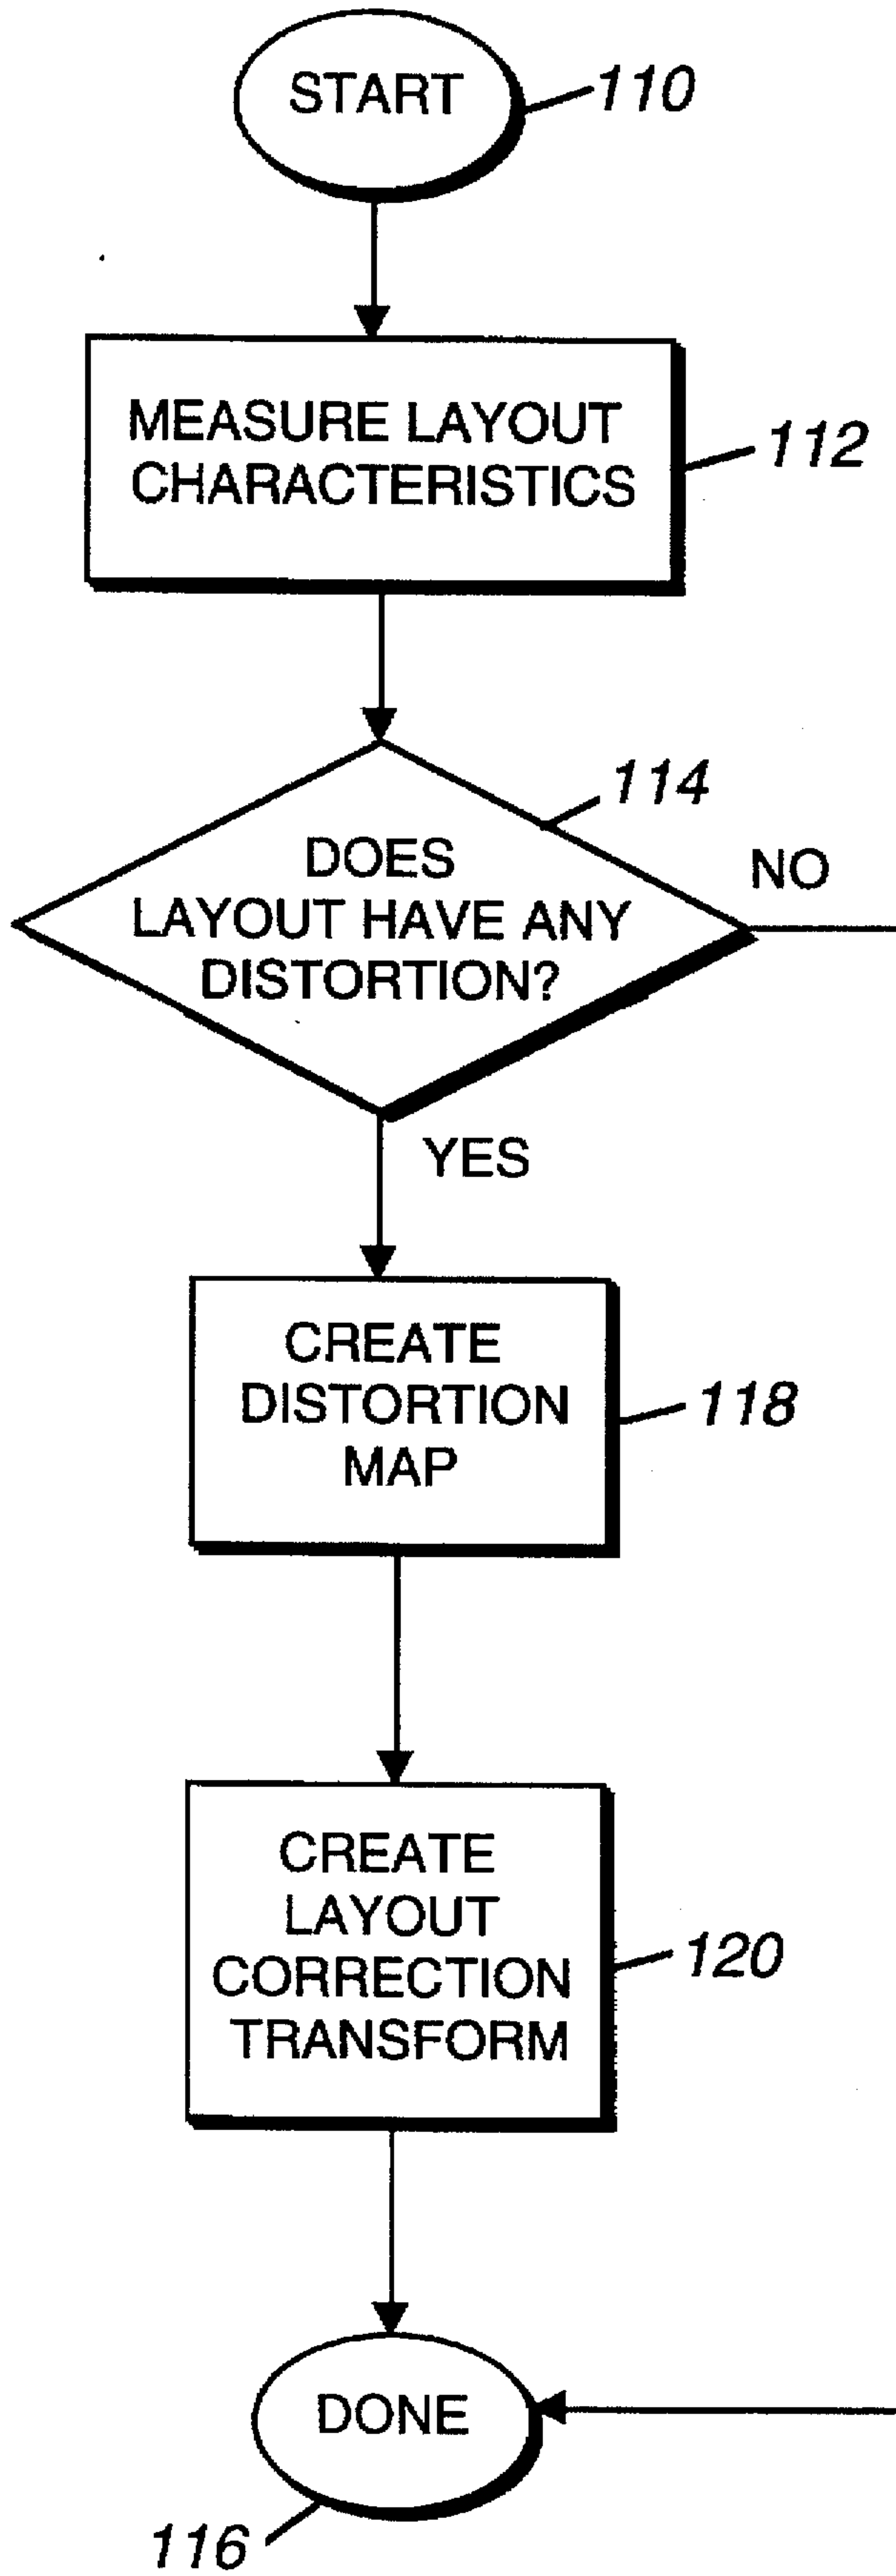 START
110
MEASURE LAYOUT
CHARACTERISTICS
112
114
DOES
LAYOUT HAVE ANY
DISTORTION?
NO
YES
CREATE
DISTORTION
MAP
118
CREATE
LAYOUT
CORRECTION
TRANSFORM
120
DONE
116